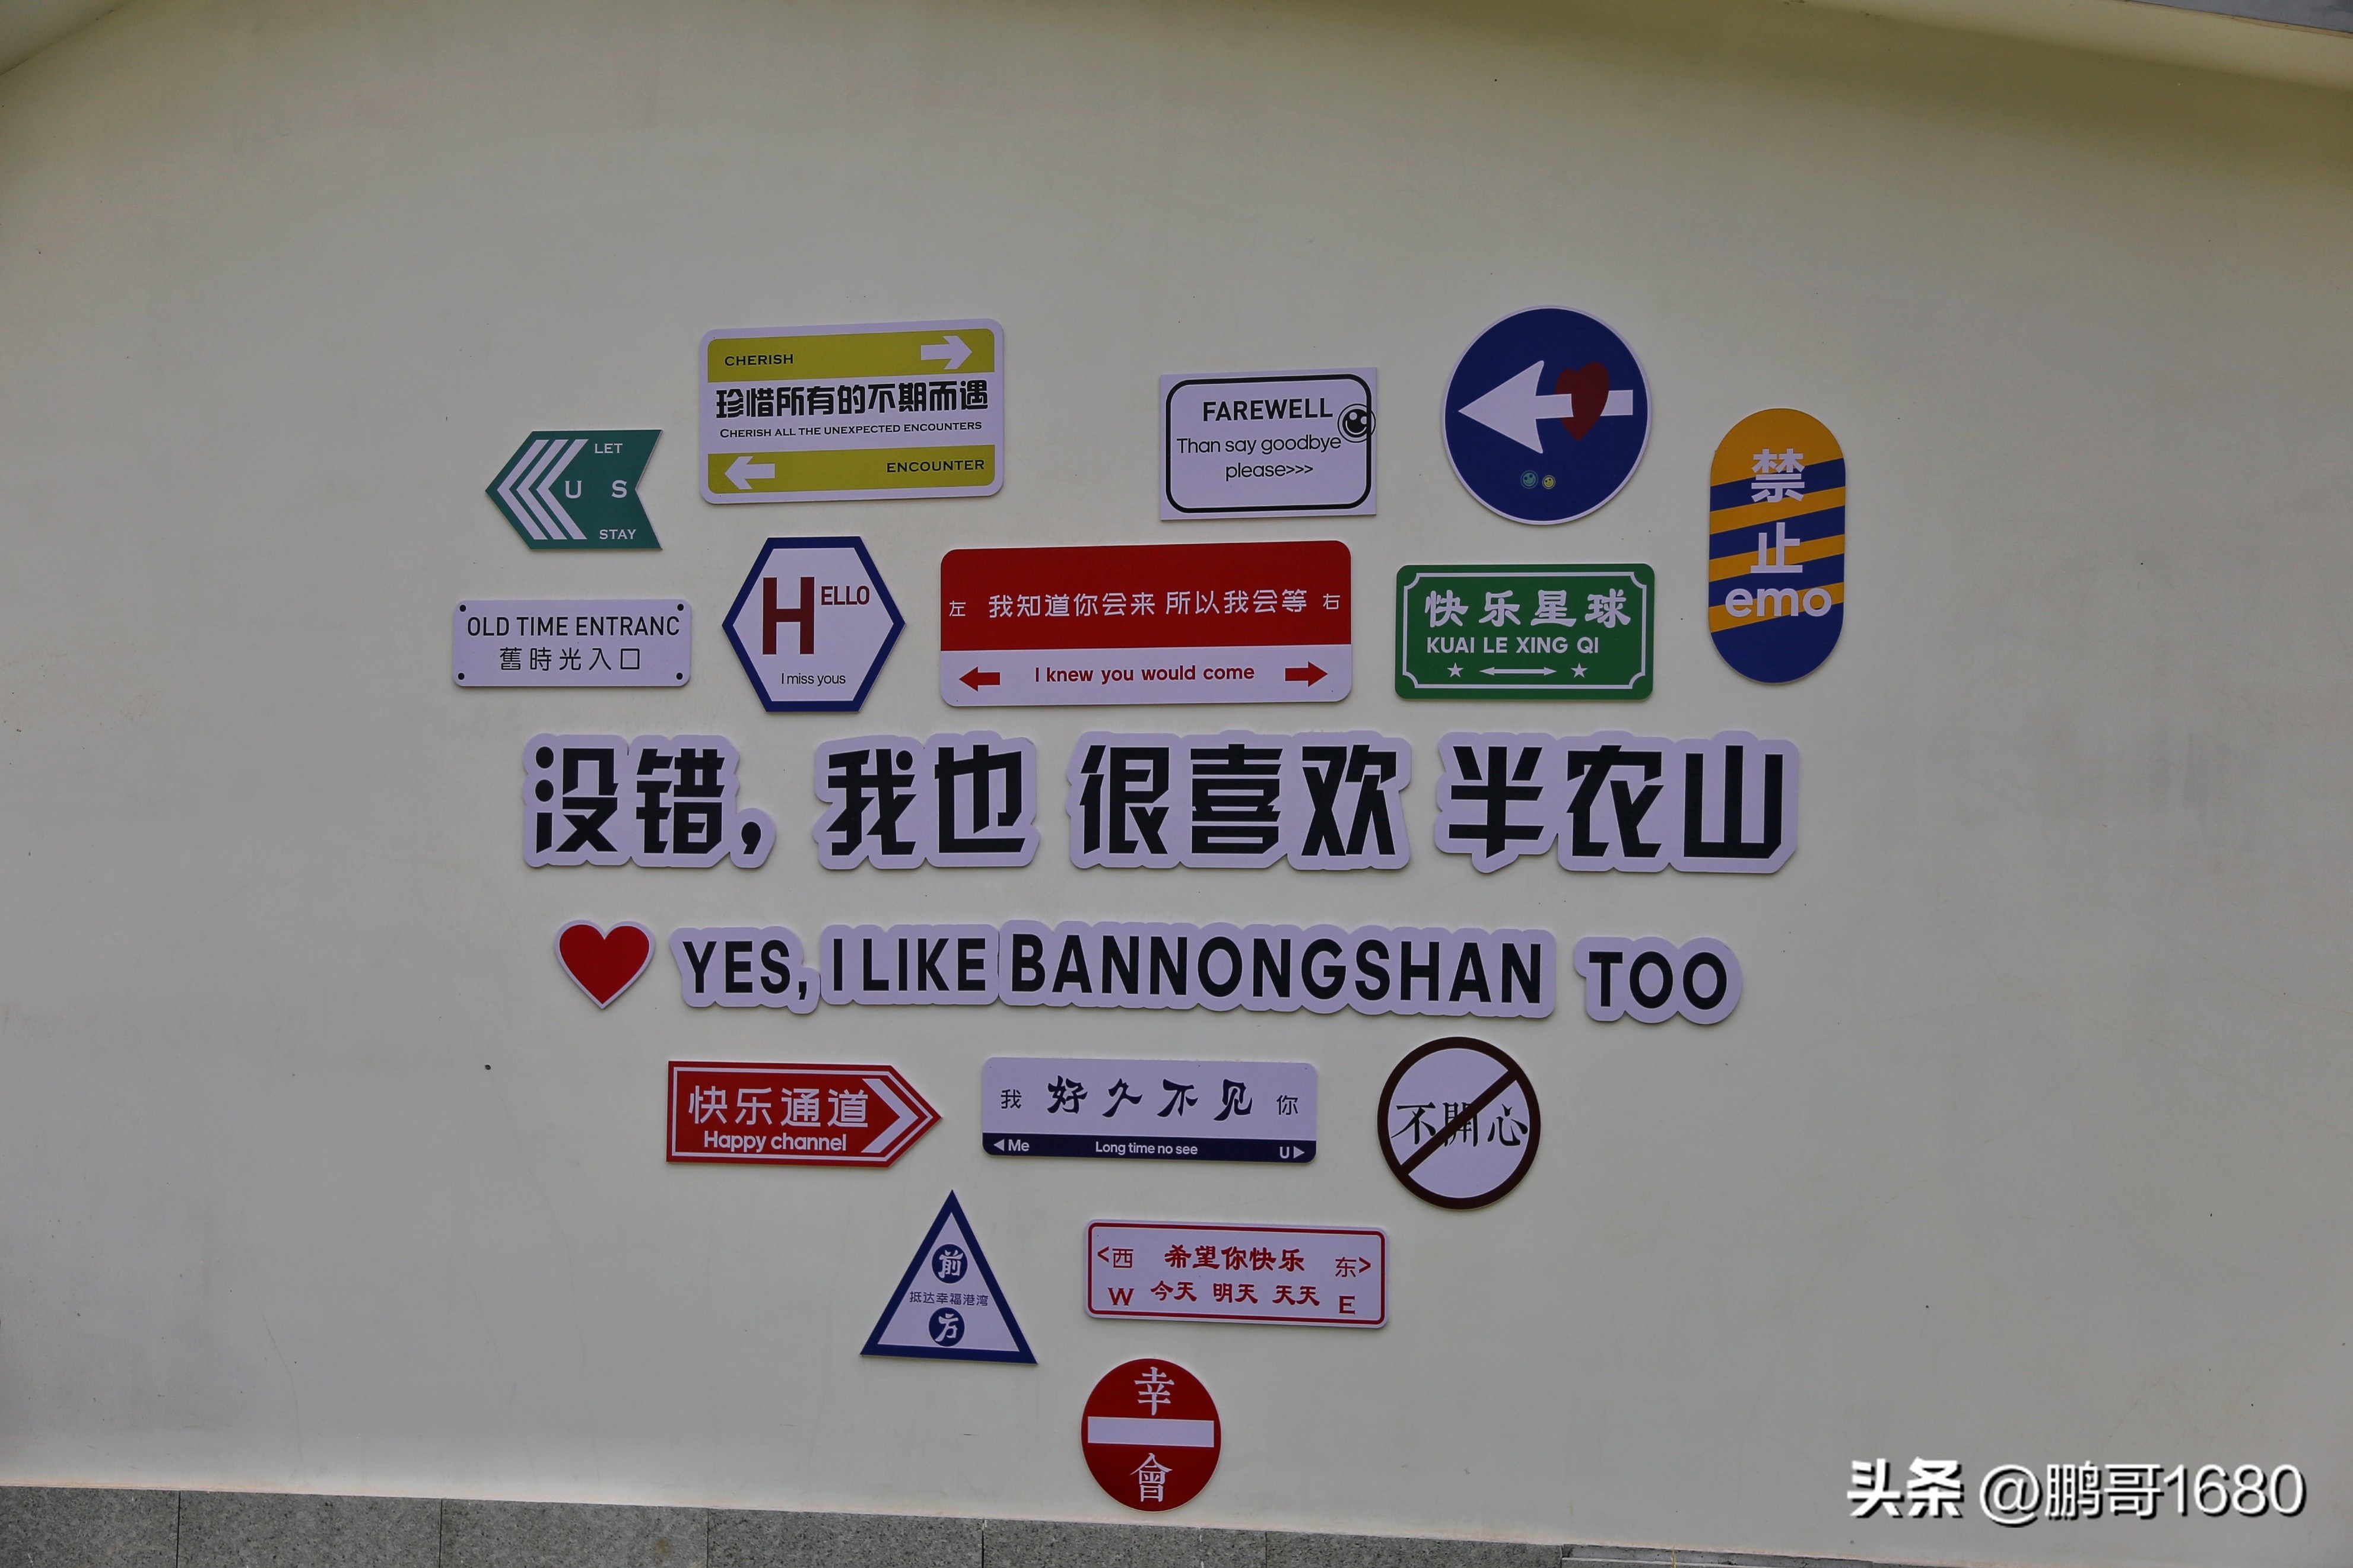 CHERISH
珍惜所有的不期而遇
CHERISH ALL THE UNEXPECTED ENCOUNTERS
ENCOUNTER
FAREWELL
Than say goodbye
please>>>
LET
U S
STAY
禁
止
emo
OLD TIME ENTRANC
舊時光入口
HELLO
I miss yous
左 我知道你会来 所以我会等 右
I knew you would come
快乐星球
KUAI LE XING QI
没错，我也 很喜欢 半农山
YES, I LIKE BANNONGSHAN TOO
快乐通道
Happy channel
我 好久不见 你
Me Long time no see U
不開心
前
抵达幸福港湾
方
<西 希望你快乐 东>
W 今天 明天 天天 E
幸
會
头条 @鹏哥1680